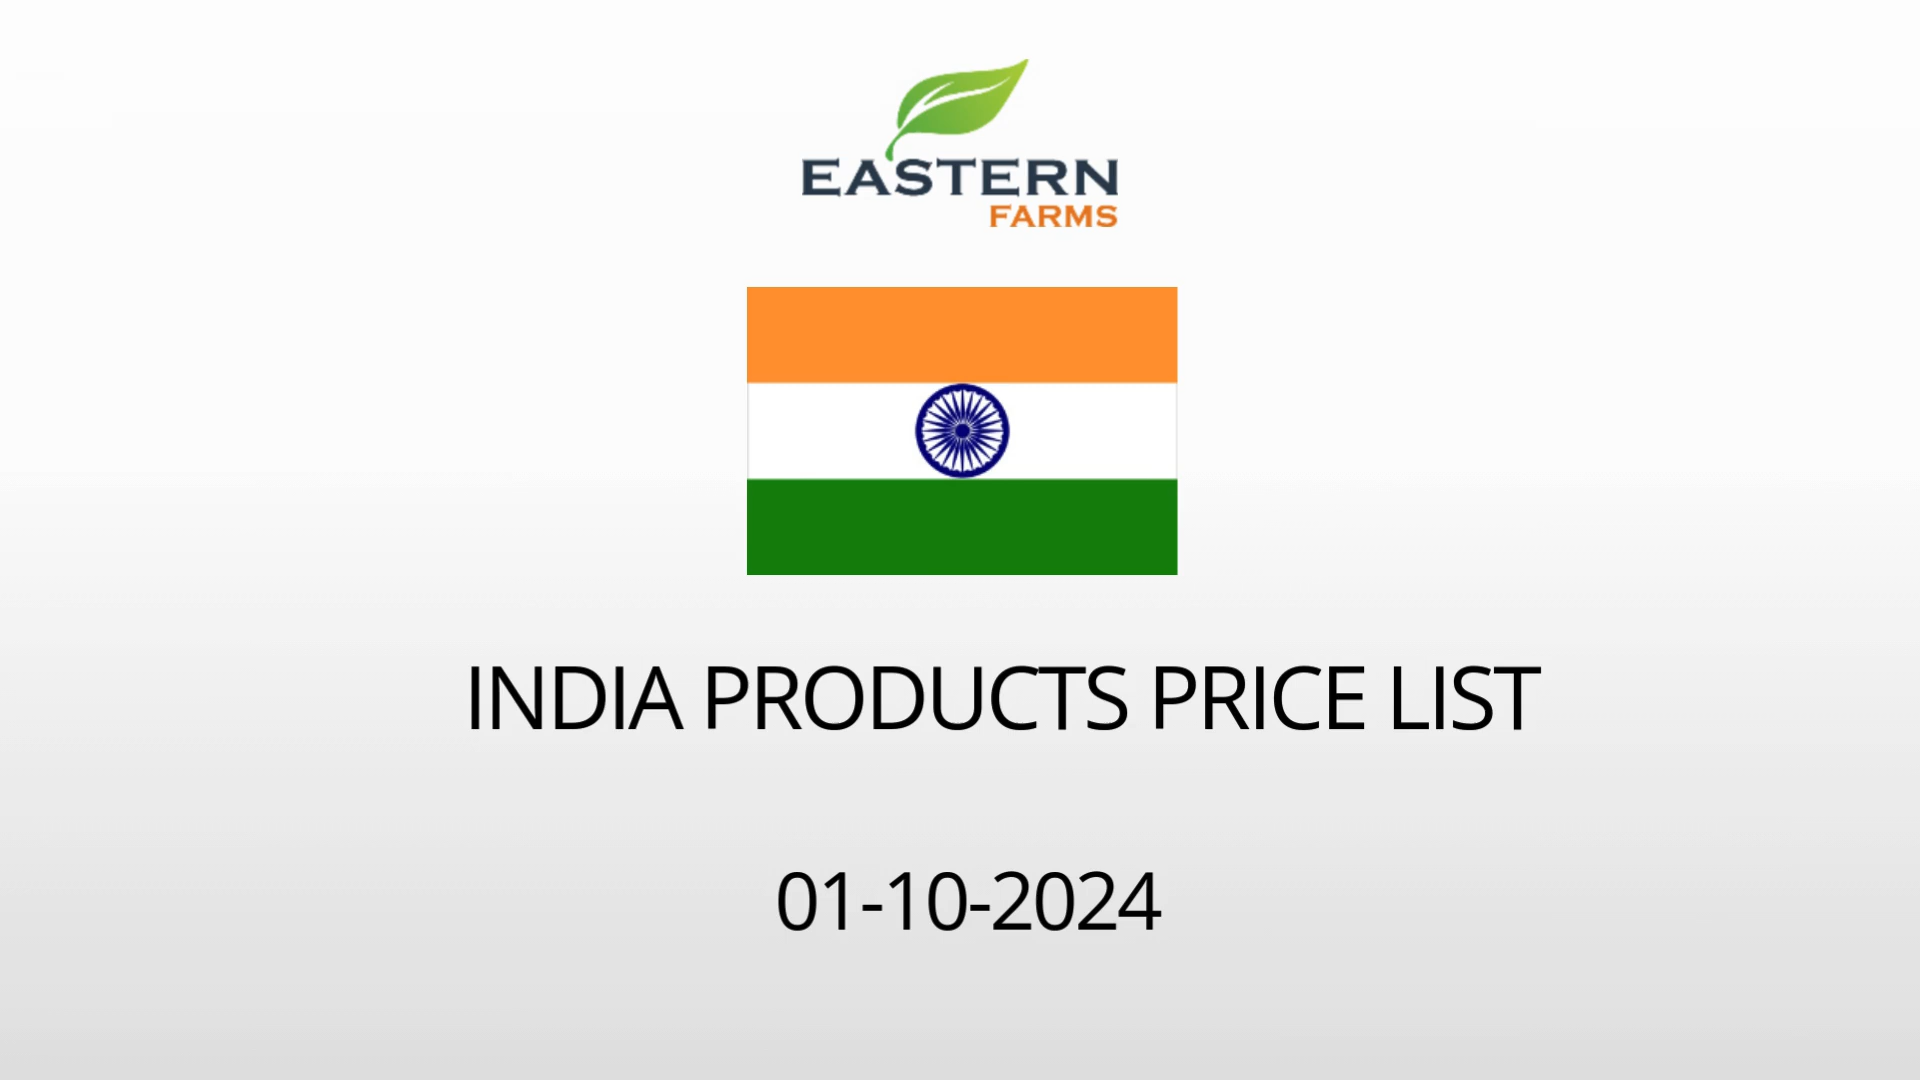 EASTERN
FARMS
INDIA PRODUCTS PRICE LIST
01-10-2024